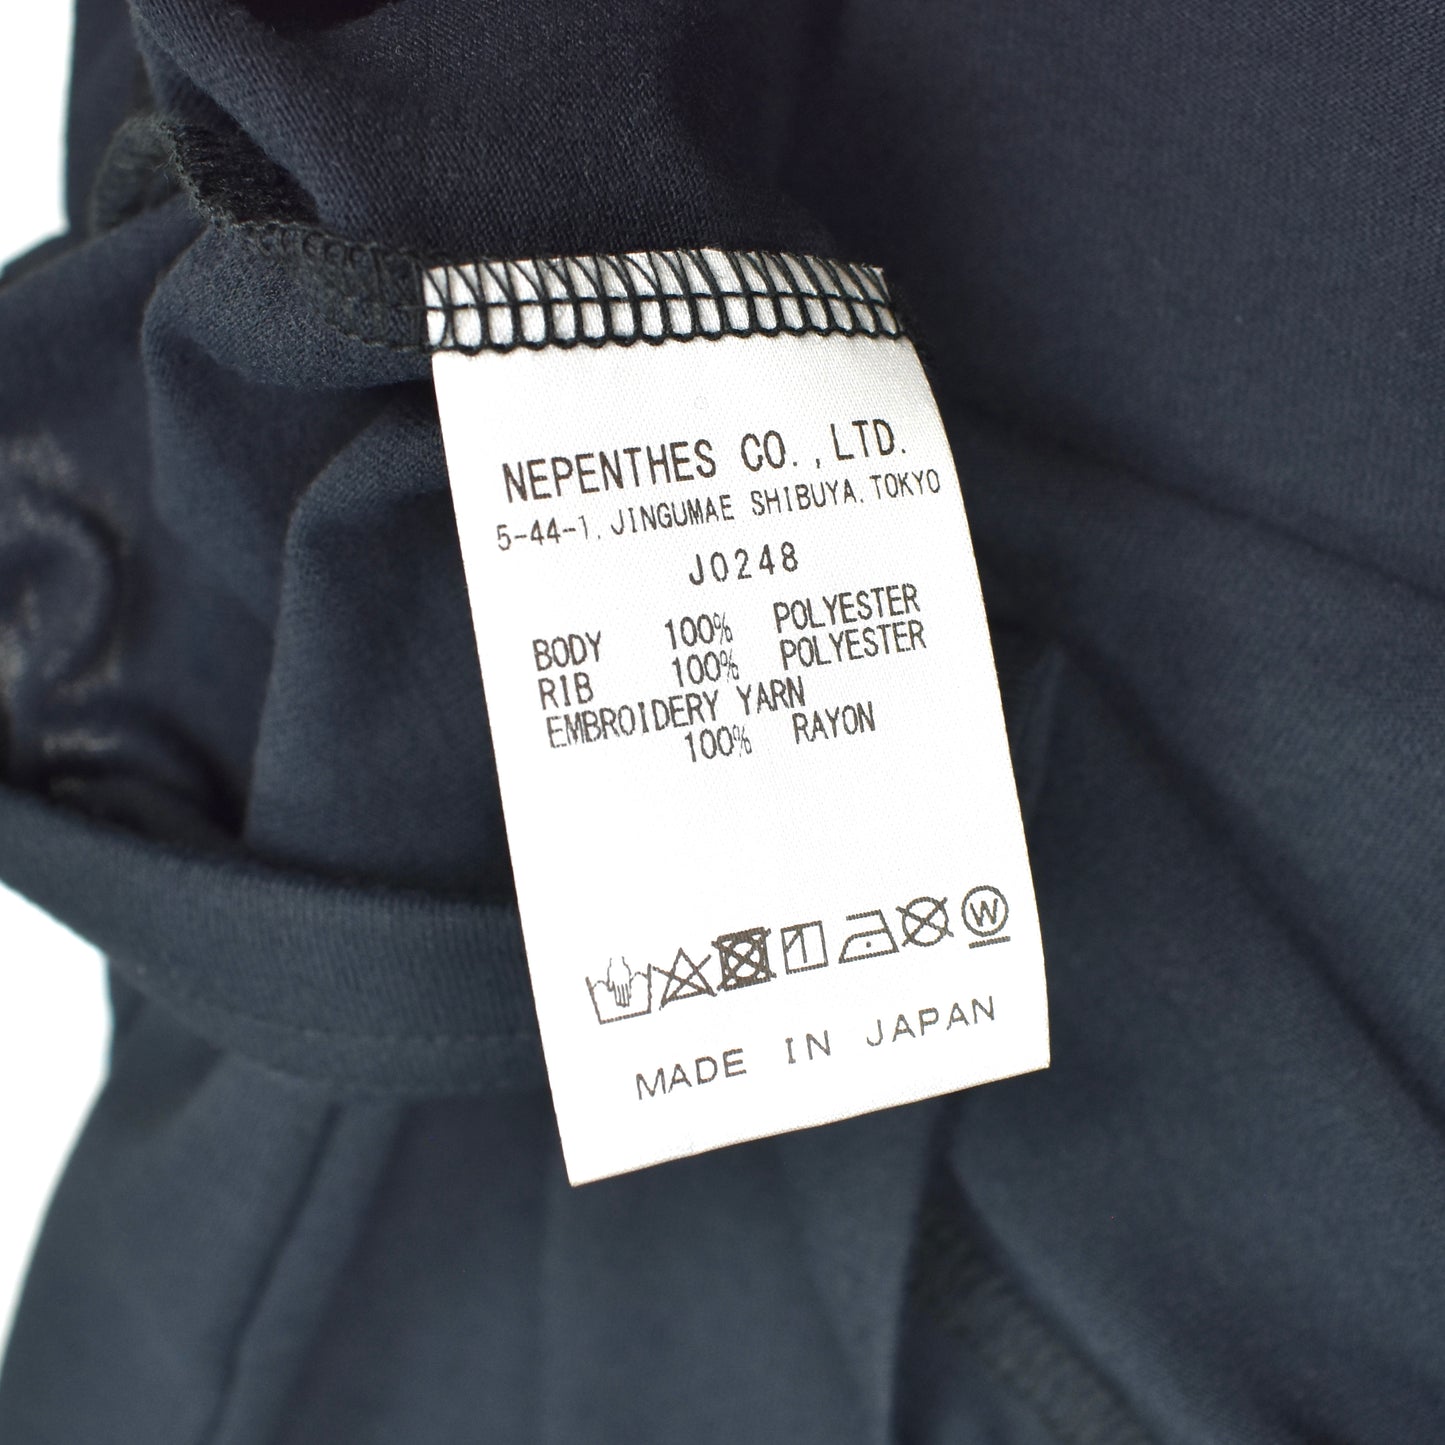 NEPENTHES CO.,LTD.
5-44-1, JINGUMAE SHIBUYA, TOKYO
J0248
BODY 100% POLYESTER
RIB 100% POLYESTER
EMBROIDERY YARN
100% RAYON
W
MADE IN JAPAN